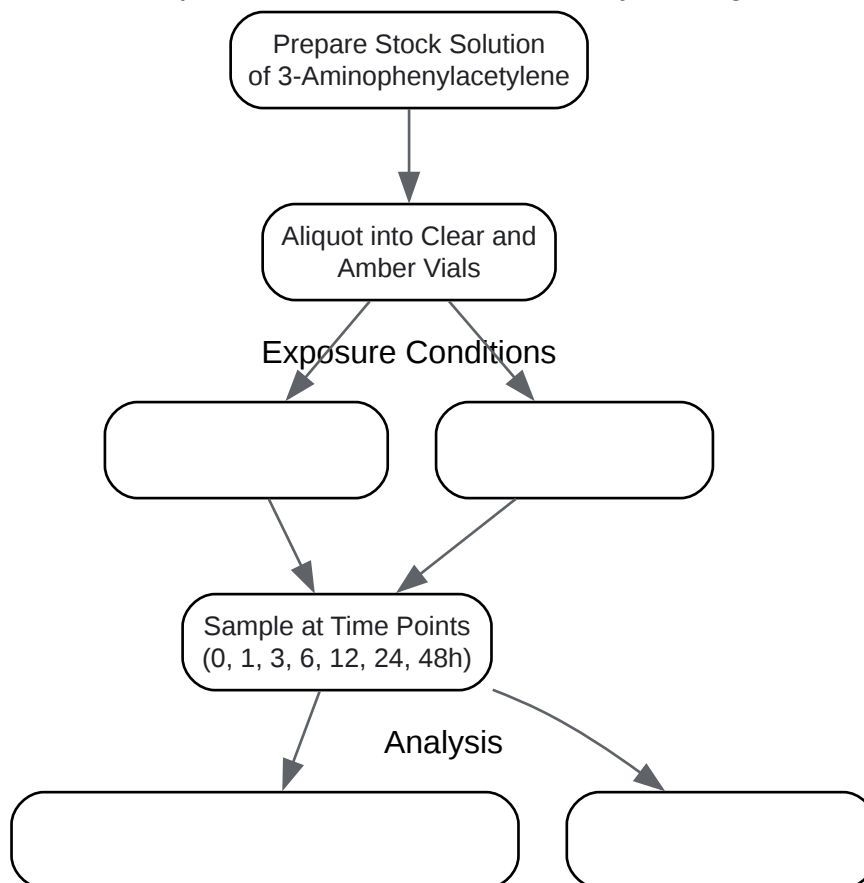 Prepare Stock Solution
of 3-Aminophenylacetylene
Aliquot into Clear and
Amber Vials
Exposure Conditions
Sample at Time Points
(0, 1, 3, 6, 12, 24, 48h)
Analysis